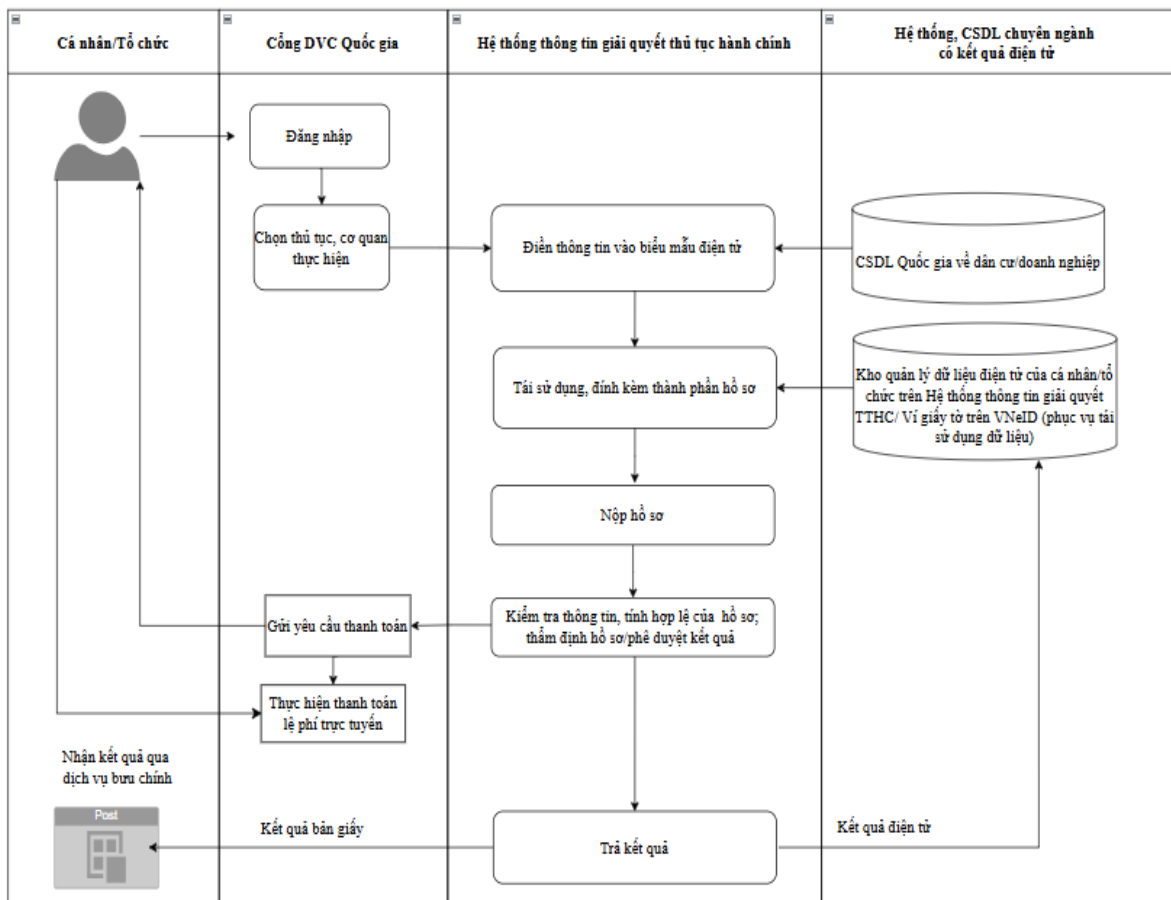 Cá nhân/Tổ chức
Cổng DVC Quốc gia
Hệ thống thông tin giải quyết thủ tục hành chính
Hệ thống, CSDL chuyên ngành
có kết quả điện tử
Đăng nhập
Chọn thủ tục, cơ quan
thực hiện
Điền thông tin vào biểu mẫu điện tử
CSDL Quốc gia về dân cư/doanh nghiệp
Tái sử dụng, đính kèm thành phần hồ sơ
Kho quản lý dữ liệu điện tử của cá nhân/tổ
chức trên Hệ thống thông tin giải quyết
TTHC/ Ví giấy tờ trên VNeID (phục vụ tái
sử dụng dữ liệu)
Nộp hồ sơ
Kiểm tra thông tin, tính hợp lệ của hồ sơ;
thẩm định hồ sơ/phê duyệt kết quả
Gửi yêu cầu thanh toán
Thực hiện thanh toán
lệ phí trực tuyến
Nhận kết quả qua
dịch vụ bưu chính
Post
Kết quả bản giấy
Trả kết quả
Kết quả điện tử